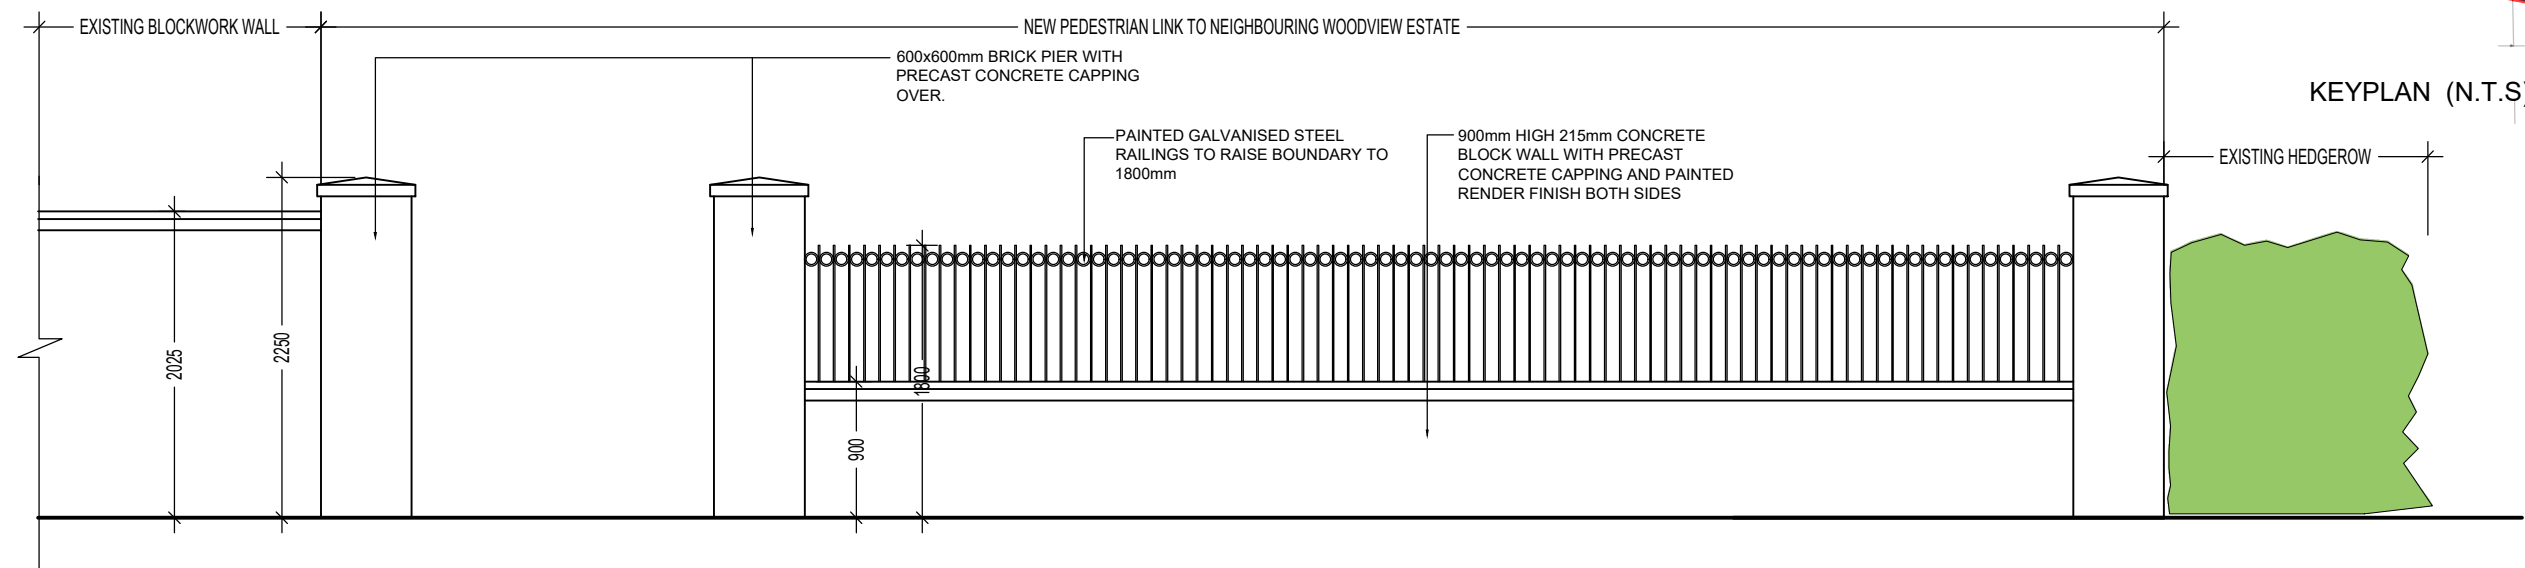 EXISTING BLOCKWORK WALL
NEW PEDESTRIAN LINK TO NEIGHBOURING WOODVIEW ESTATE
600x600mm BRICK PIER WITH
PRECAST CONCRETE CAPPING
OVER.
KEYPLAN (N.T.S)
PAINTED GALVANISED STEEL
RAILINGS TO RAISE BOUNDARY TO
1800mm
900mm HIGH 215mm CONCRETE
BLOCK WALL WITH PRECAST
CONCRETE CAPPING AND PAINTED
RENDER FINISH BOTH SIDES
EXISTING HEDGEROW
2025
2250
900
1800